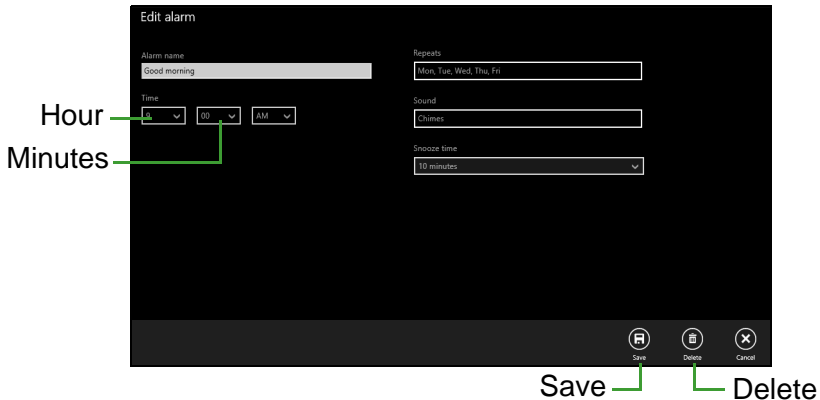 Edit alarm
Alarm name
Good morning
Time
9 00 AM
Repeats
Mon, Tue, Wed, Thu, Fri
Sound
Chimes
Snooze time
10 minutes
Hour
Minutes
Save Delete Cancel
Save Delete